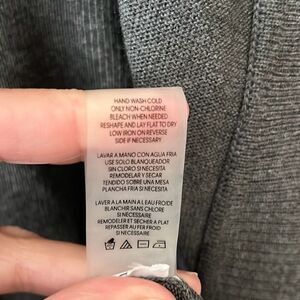 HAND WASH COLD
ONLY NON-CHLORINE
BLEACH WHEN NEEDED
RESHAPE AND LAY FLAT TO DRY
LOW IRON ON REVERSE
SIDE IF NECESSARY
LAVAR A MANO CON AGUA FRIA
USE SOLO BLANQUEADOR
SIN CLORO SI NECESITA
REMODELAR Y SECAR
TENDIDO SOBRE UNA MESA
PLANCHA FRIA SI NECESITA
LAVER A LA MAIN A L EAU FROIDE
BLANCHIR SANS CHLORE
SI NECESSAIRE
REMODELER ET SECHER A PLAT
REPASSER AU FER FROID
SI NECESSAIRE